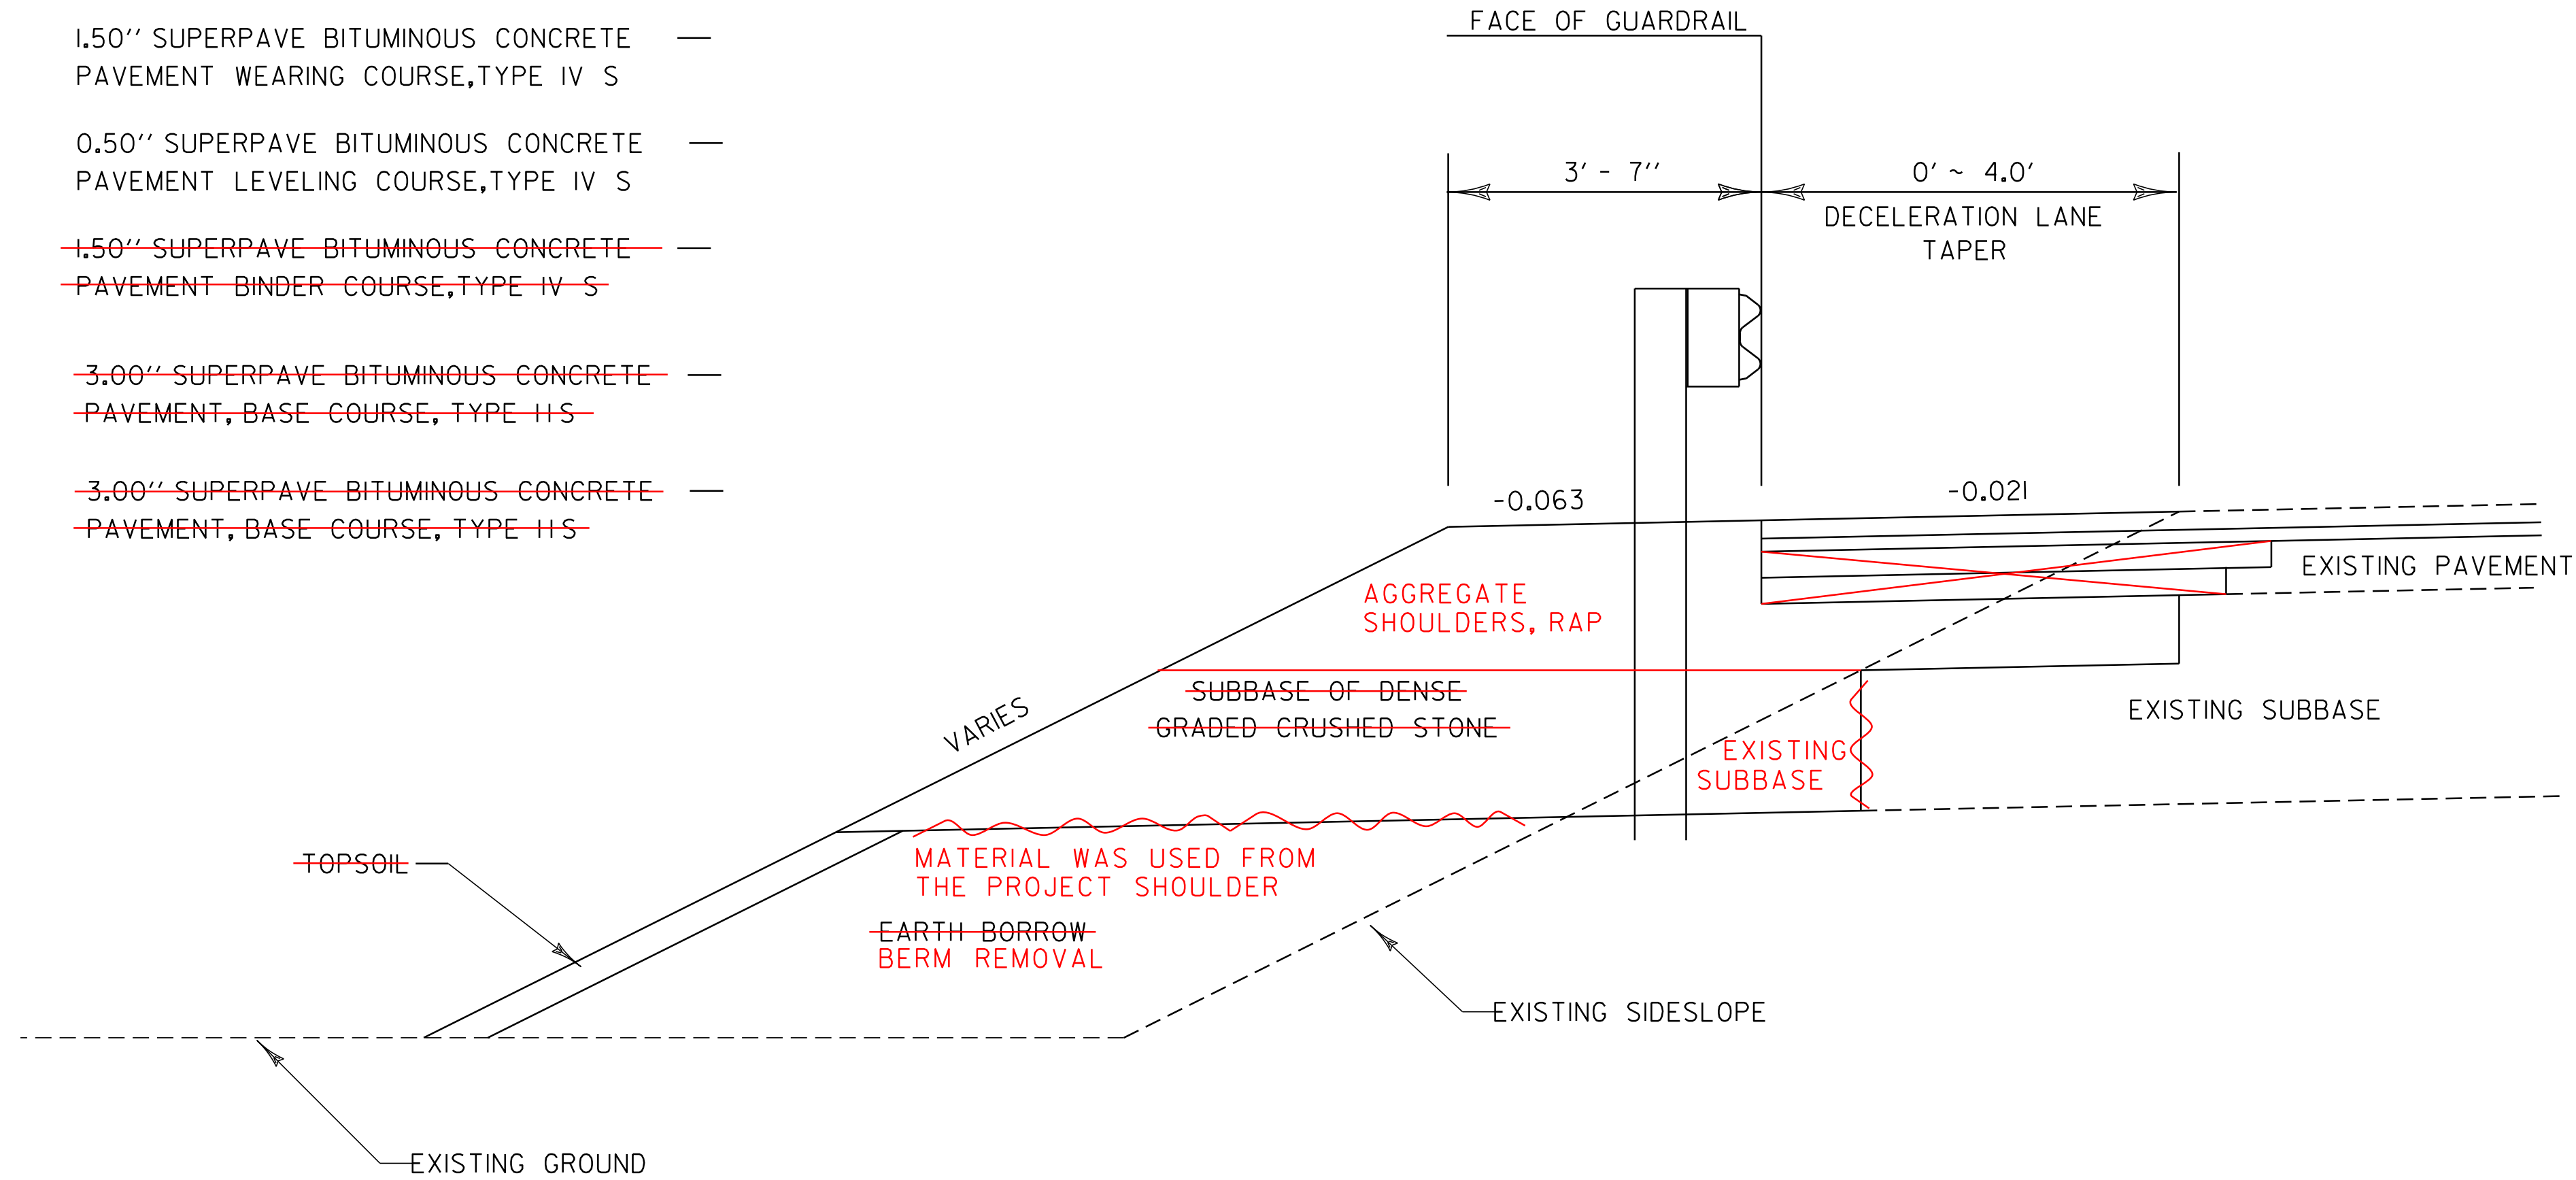 1.50'' SUPERPAVE BITUMINOUS CONCRETE
PAVEMENT WEARING COURSE, TYPE IV S
0.50'' SUPERPAVE BITUMINOUS CONCRETE
PAVEMENT LEVELING COURSE, TYPE IV S
1.50'' SUPERPAVE BITUMINOUS CONCRETE
PAVEMENT BINDER COURSE, TYPE IV S
3.00'' SUPERPAVE BITUMINOUS CONCRETE
PAVEMENT, BASE COURSE, TYPE II S
3.00'' SUPERPAVE BITUMINOUS CONCRETE
PAVEMENT, BASE COURSE, TYPE II S
FACE OF GUARDRAIL
3' - 7''
0' ~ 4.0'
DECELERATION LANE
TAPER
-0.063
-0.021
EXISTING PAVEMENT
AGGREGATE
SHOULDERS, RAP
SUBBASE OF DENSE
GRADED CRUSHED STONE
VARIES
EXISTING
SUBBASE
EXISTING SUBBASE
TOPSOIL
MATERIAL WAS USED FROM
THE PROJECT SHOULDER
EARTH BORROW
BERM REMOVAL
EXISTING SIDESLOPE
EXISTING GROUND